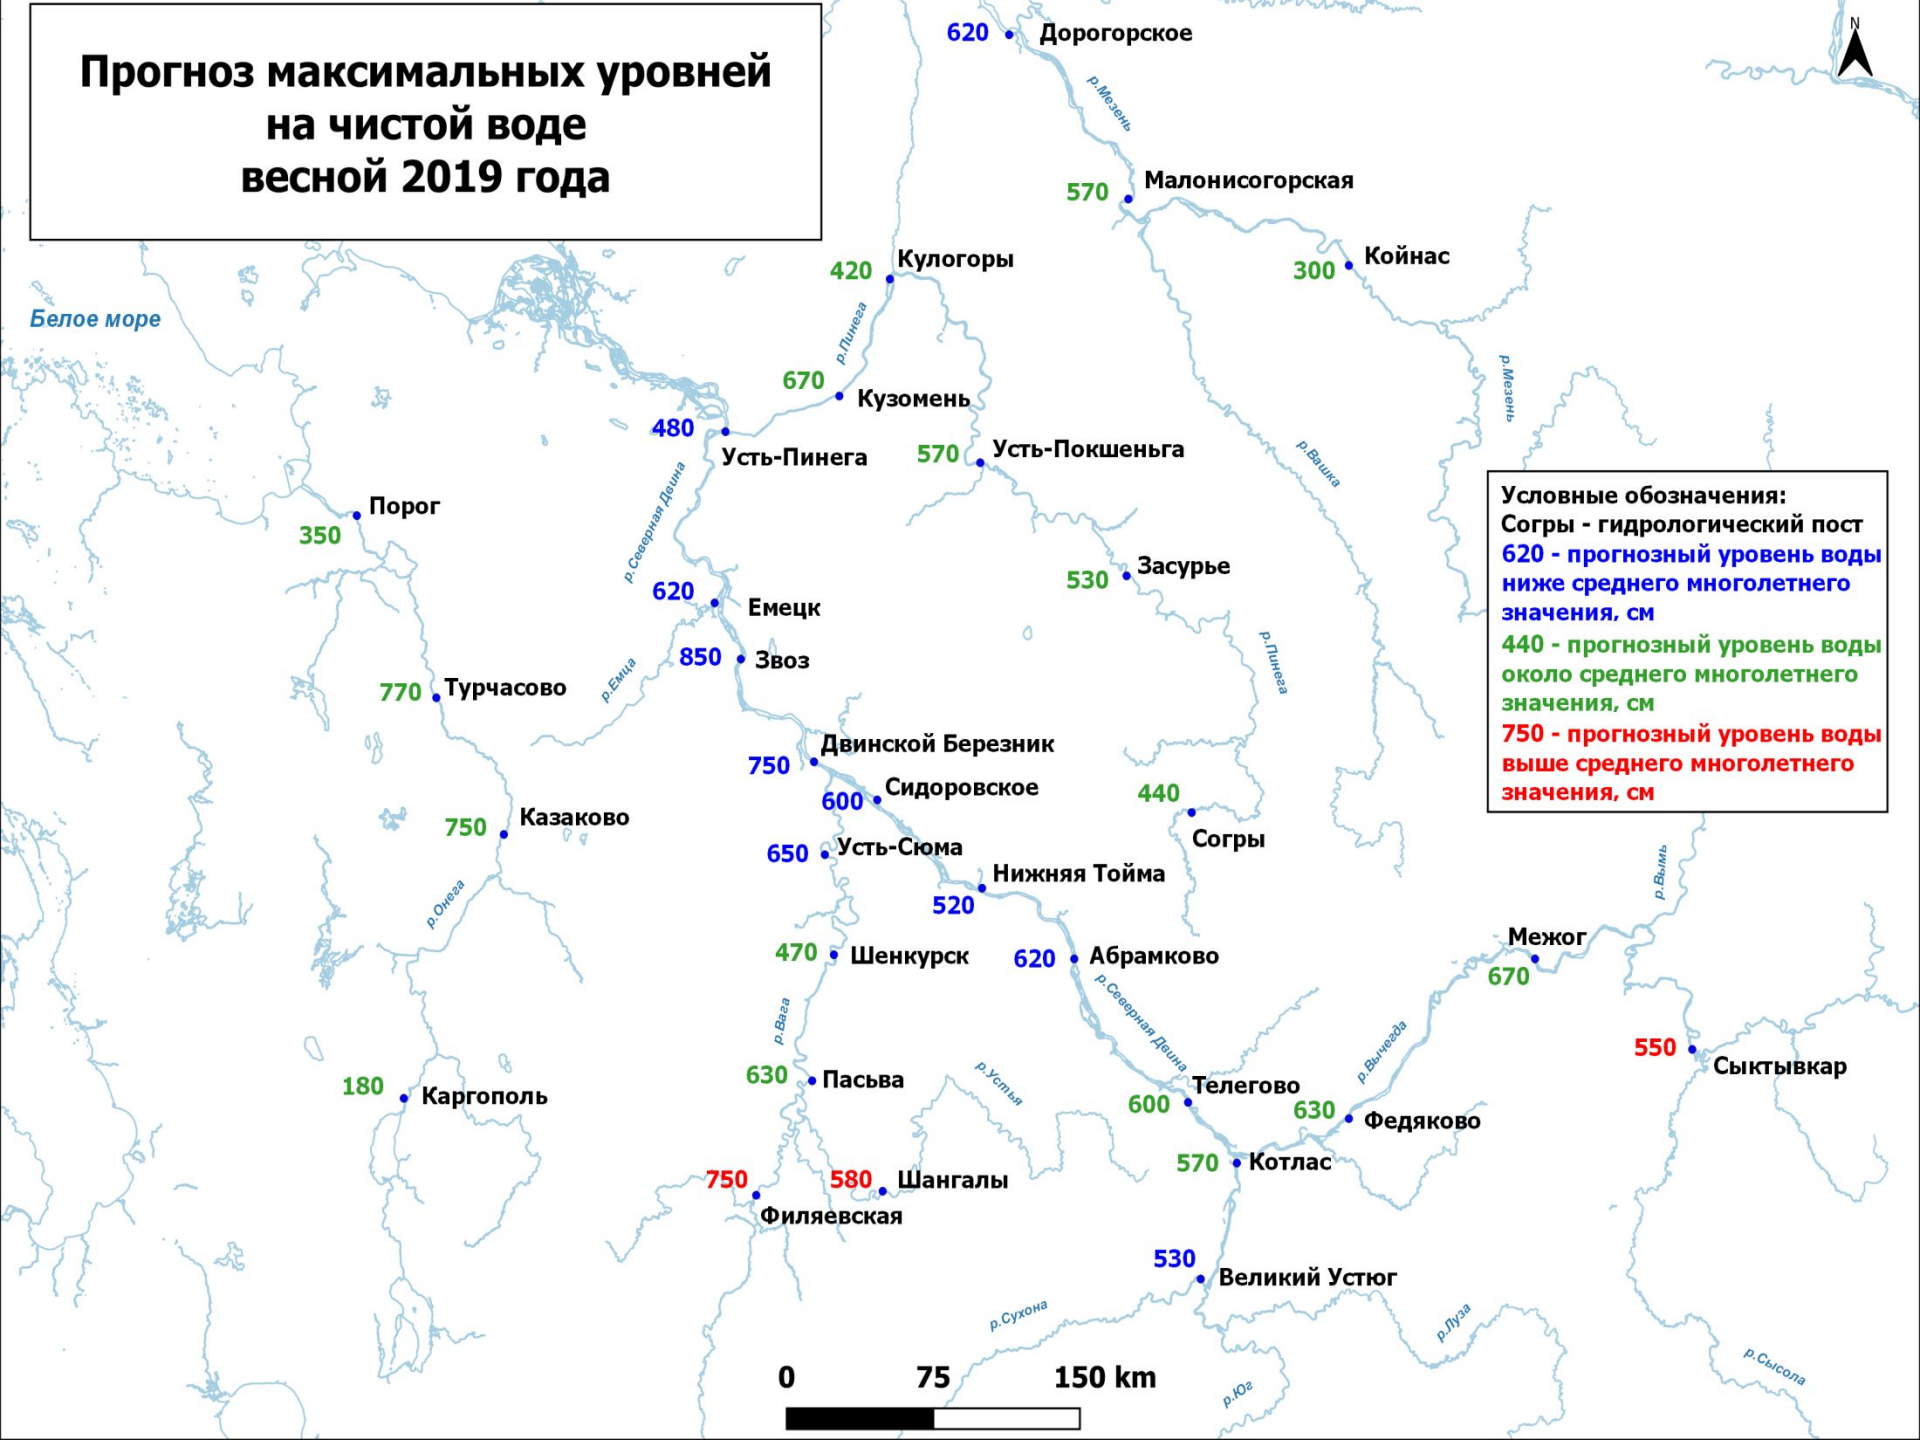 Прогноз максимальных уровней
на чистой воде
весной 2019 года
N
620 Дорогорское
р.Мезень
570 Малонисогорская
300 Койнас
420 Кулогоры
р.Пинега
Белое море
р.Мезень
670 Кузомень
480 Усть-Пинега
570 Усть-Покшеньга
р.Вашка
р.Северная Двина
Порог
350
Условные обозначения:
Согры - гидрологический пост
620 - прогнозный уровень воды
ниже среднего многолетнего
значения, см
440 - прогнозный уровень воды
около среднего многолетнего
значения, см
750 - прогнозный уровень воды
выше среднего многолетнего
значения, см
530 Засурье
620 Емецк
850 Звоз
р.Емца
р.Пинега
770 Турчасово
750 Двинской Березник
600 Сидоровское
440 Согры
750 Казаково
650 Усть-Сюма
Нижняя Тойма
520
р.Онега
р.Вымь
470 Шенкурск
620 Абрамково
Межог
670
р.Вага
р.Северная Двина
р.Вычегда
550 Сыктывкар
630 Пасьва
р.Устья
180 Каргополь
600 Телегово
630 Федяково
570 Котлас
750 Филяевская
580 Шангалы
530 Великий Устюг
р.Сухона
р.Луза
р.Юг
р.Сысола
0 75 150 km